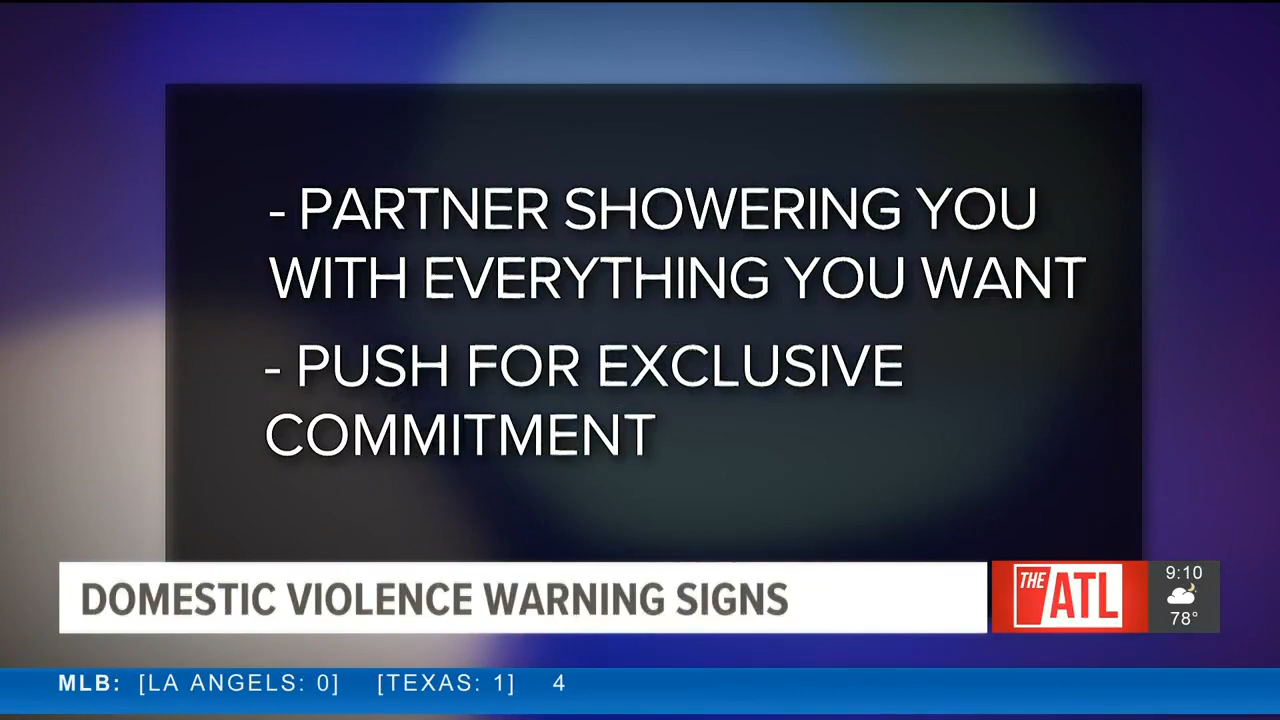 - PARTNER SHOWERING YOU
WITH EVERYTHING YOU WANT
- PUSH FOR EXCLUSIVE
COMMITMENT
DOMESTIC VIOLENCE WARNING SIGNS
THE ATL
9:10
78°
MLB: [LA ANGELS: 0] [TEXAS: 1] 4